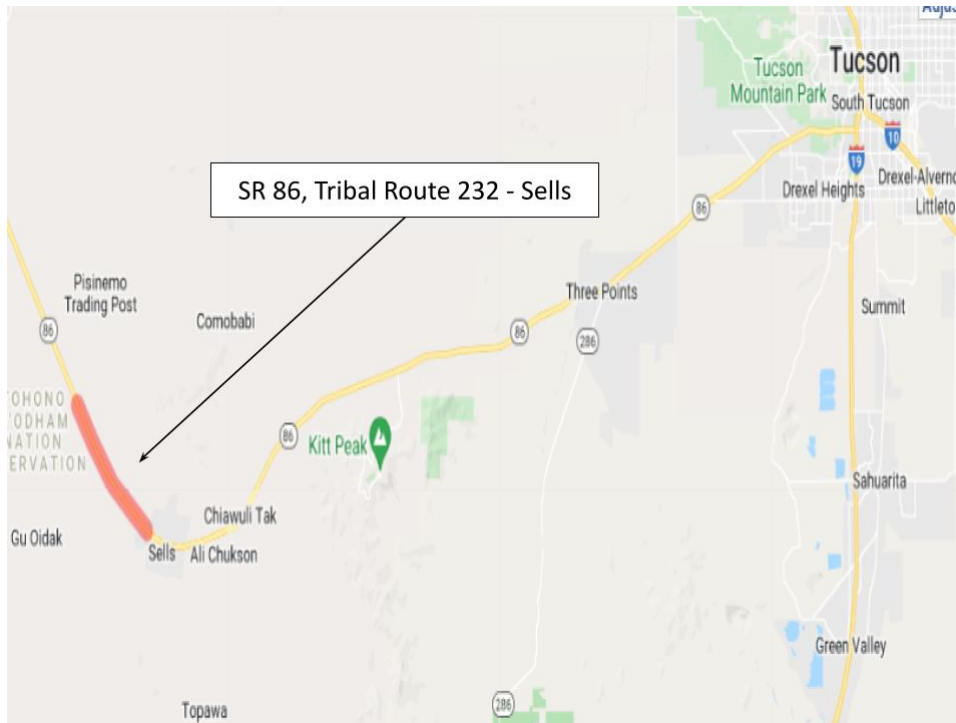 Adjus
Tucson
Tucson
Mountain Park
South Tucson
10
19
Drexel Heights
Drexel-Alverno
Littleto
SR 86, Tribal Route 232 - Sells
86
Pisinemo
Trading Post
Three Points
Summit
Comobabi
86
86
286
TOHONO
O'ODHAM
NATION
ERVATION
86
Kitt Peak
Sahuarita
Chiawuli Tak
Gu Oidak
Sells
Ali Chukson
Green Valley
286
Topawa